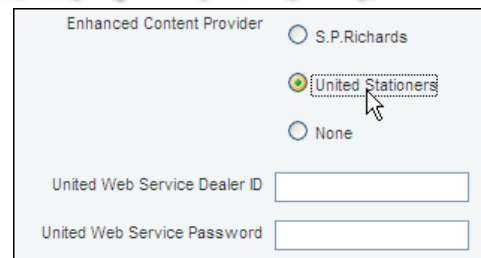 Enhanced Content Provider
S.P.Richards
United Stationers
None
United Web Service Dealer ID
United Web Service Password